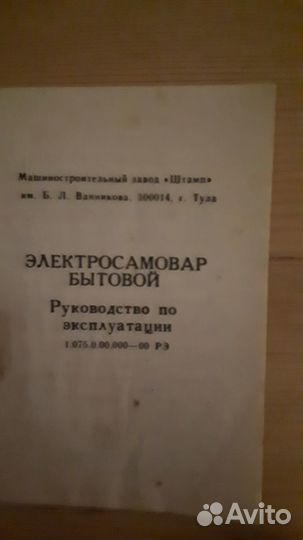 Машиностроительный завод «Штамп»
им. Б. Л. Ванникова. 300014, г. Тула
ЭЛЕКТРОСАМОВАР
БЫТОВОЙ
Руководство по
эксплуатации
1.075.0.00.000—00 РЭ
Avito